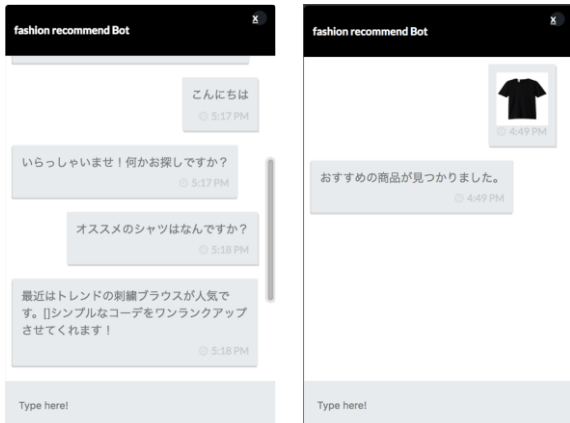 fashion recommend Bot
x
こんにちは
5:17 PM
いらっしゃいませ！何かお探しですか？
5:17 PM
オススメのシャツはなんですか？
5:18 PM
最近はトレンドの刺繍ブラウスが人気で
す。[]シンプルなコーデをワンランクアップ
させてくれます！
5:18 PM
Type here!
fashion recommend Bot
x
4:49 PM
おすすめの商品が見つかりました。
4:49 PM
Type here!